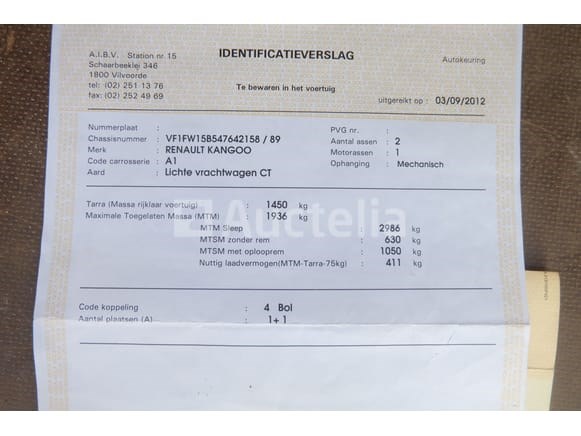 A.I.B.V. Station nr. 15
Schaarbeeklei 346
1800 Vilvoorde
tel: (02) 251 13 76
fax: (02) 252 49 69
IDENTIFICATIEVERSLAG
Autokeuring
Te bewaren in het voertuig
uitgereikt op : 03/09/2012
Nummerplaat :
Chassisnummer : VF1FW15B547642158 / 89
Merk : RENAULT KANGOO
Code carrosserie : A1
Aard : Lichte vrachtwagen CT
PVG nr. :
Aantal assen : 2
Motorassen : 1
Ophanging : Mechanisch
Tarra (Massa rijklaar voertuig) : 1450 kg
Maximale Toegelaten Massa (MTM) : 1936 kg
MTM Sleep : 2986 kg
MTSM zonder rem : 630 kg
MTSM met oplooprem : 1050 kg
Nuttig laadvermogen(MTM-Tarra-75kg) : 411 kg
Auctelia
Code koppeling : 4 Bol
Aantal plaatsen (A) : 1+1